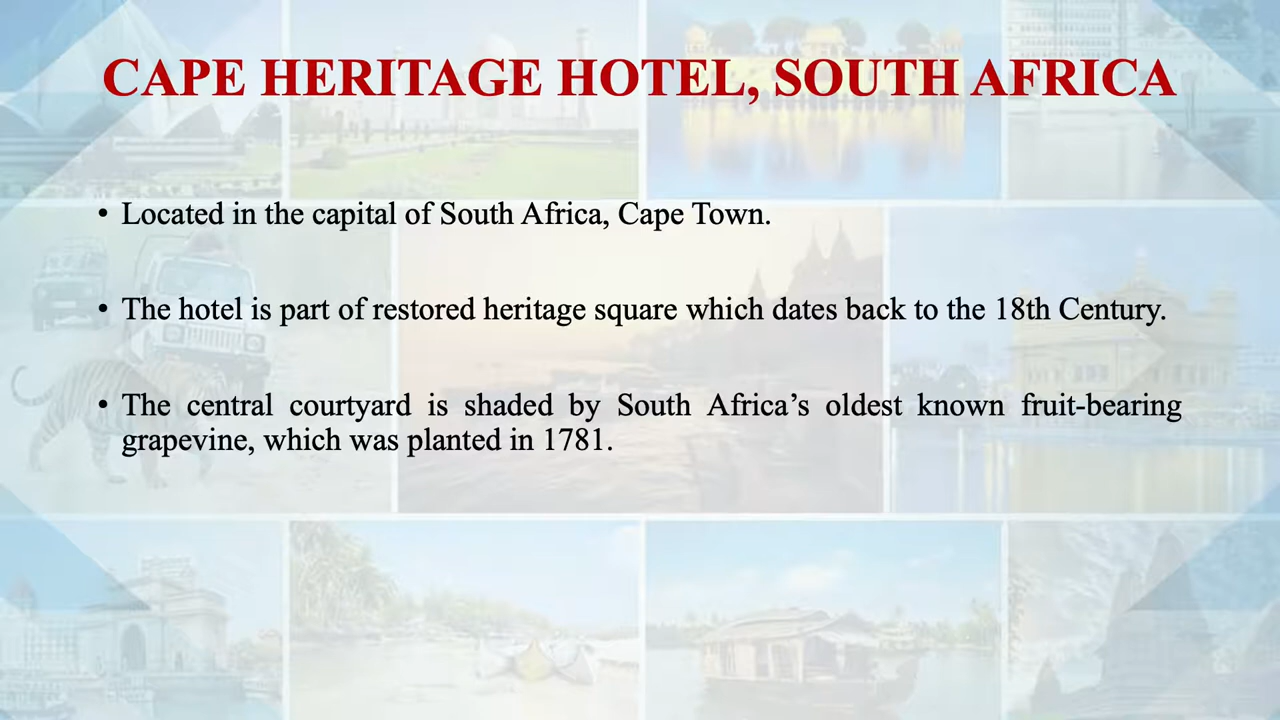 CAPE HERITAGE HOTEL, SOUTH AFRICA
• Located in the capital of South Africa, Cape Town.
• The hotel is part of restored heritage square which dates back to the 18th Century.
• The central courtyard is shaded by South Africa’s oldest known fruit-bearing
grapevine, which was planted in 1781.